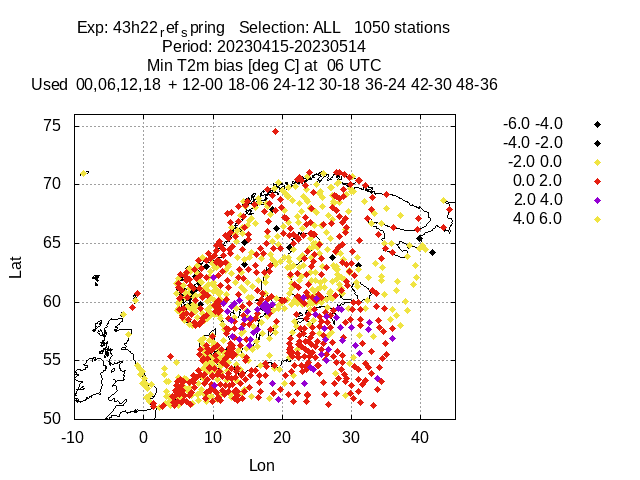 Exp: 43h22ref spring Selection: ALL 1050 stations
Period: 20230415-20230514
Min T2m bias [deg C] at 06 UTC
Used 00,06,12,18 + 12-00 18-06 24-12 30-18 36-24 42-30 48-36
-6.0 -4.0
-4.0 -2.0
-2.0 0.0
0.0 2.0
2.0 4.0
4.0 6.0
75
70
65
60
55
50
Lat
-10 0 10 20 30 40
Lon